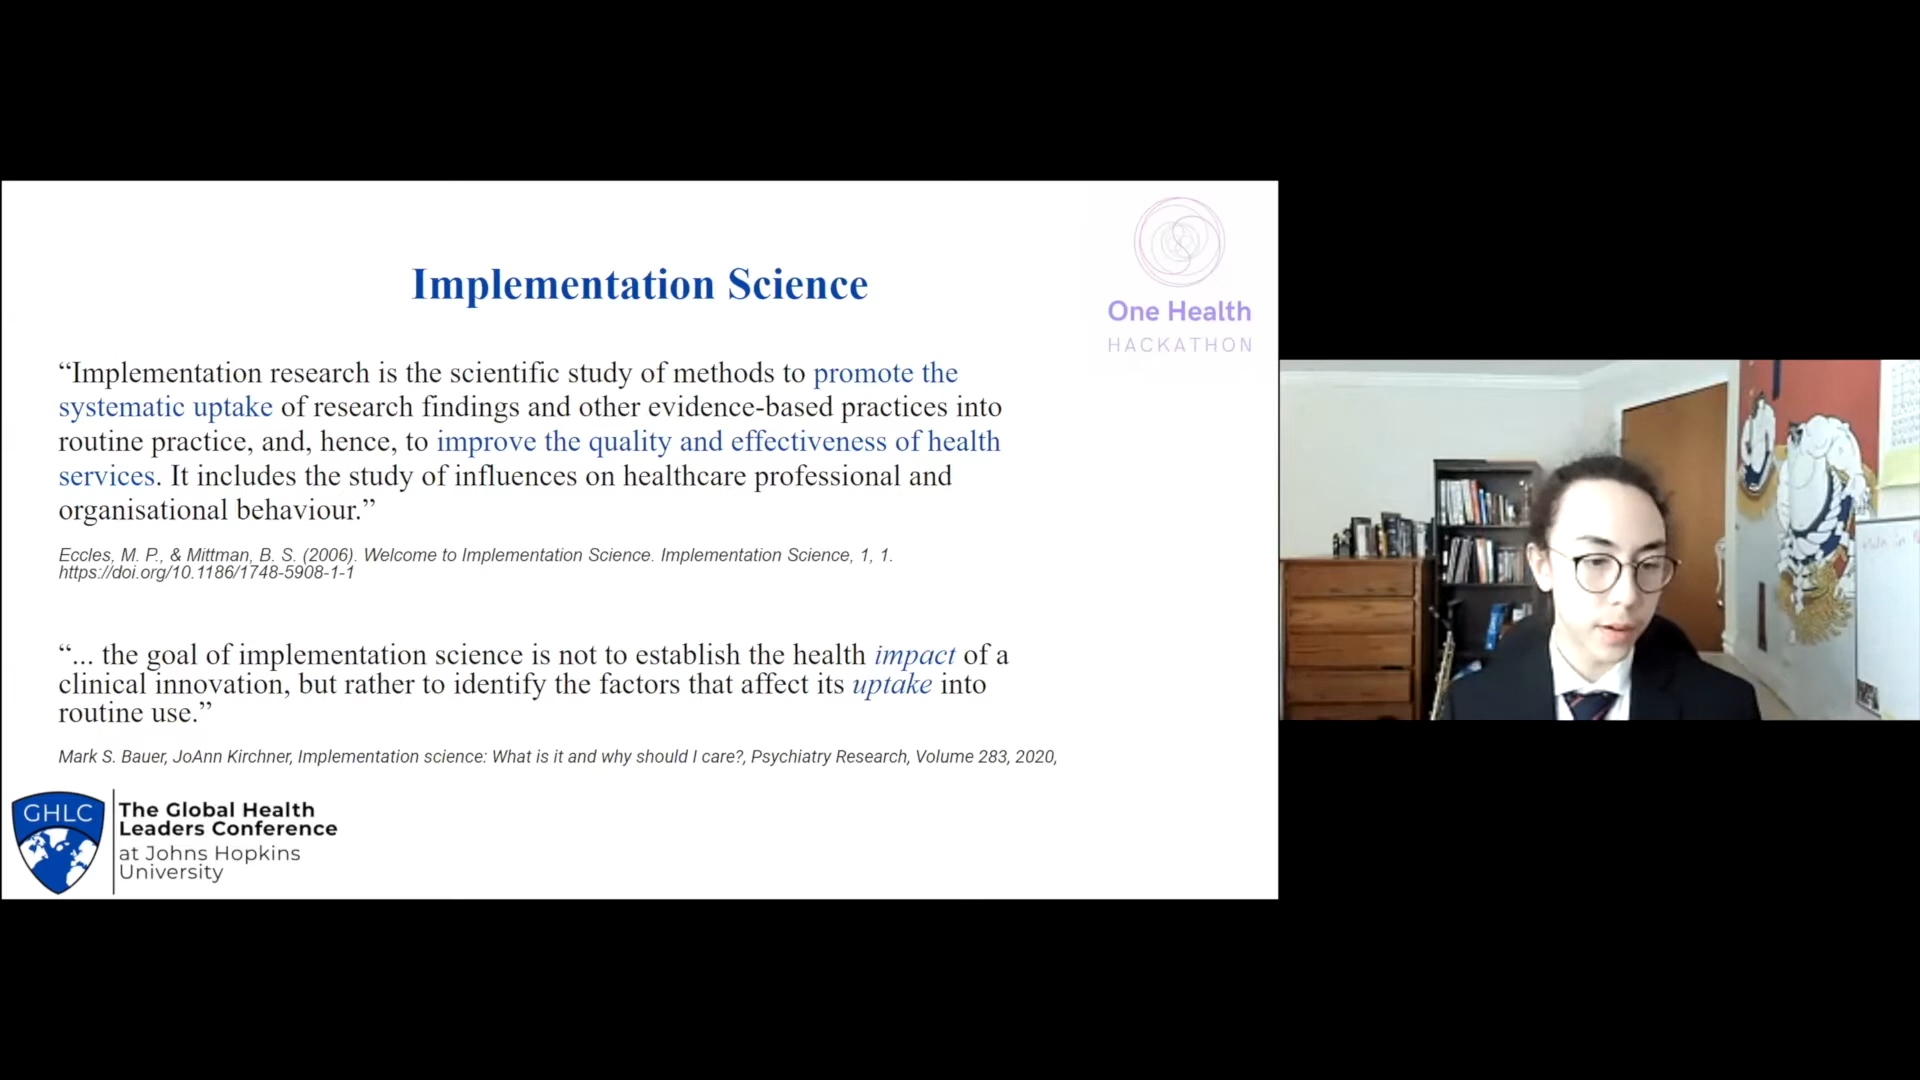 Implementation Science
One Health
HACKATHON
“Implementation research is the scientific study of methods to promote the
systematic uptake of research findings and other evidence-based practices into
routine practice, and, hence, to improve the quality and effectiveness of health
services. It includes the study of influences on healthcare professional and
organisational behaviour.”
Eccles, M. P., & Mittman, B. S. (2006). Welcome to Implementation Science. Implementation Science, 1, 1.
https://doi.org/10.1186/1748-5908-1-1
“... the goal of implementation science is not to establish the health impact of a
clinical innovation, but rather to identify the factors that affect its uptake into
routine use.”
Mark S. Bauer, JoAnn Kirchner, Implementation science: What is it and why should I care?, Psychiatry Research, Volume 283, 2020,
GHLC
The Global Health
Leaders Conference
at Johns Hopkins
University